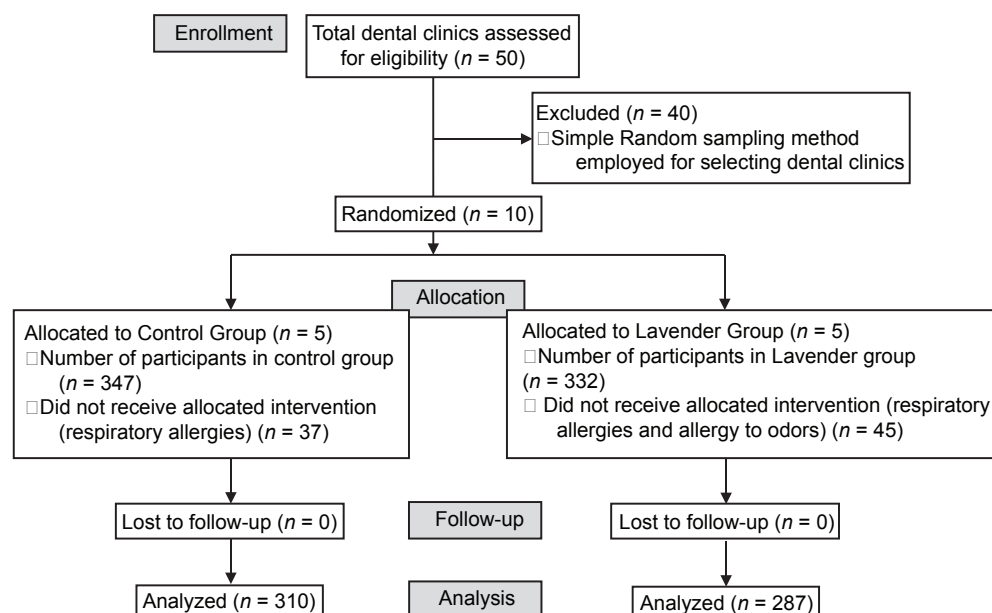 Enrollment
Total dental clinics assessed
for eligibility (n = 50)
Excluded (n = 40)
□Simple Random sampling method
employed for selecting dental clinics
Randomized (n = 10)
Allocation
Allocated to Control Group (n = 5)
□Number of participants in control group
(n = 347)
□Did not receive allocated intervention
(respiratory allergies) (n = 37)
Allocated to Lavender Group (n = 5)
□Number of participants in Lavender group
(n = 332)
□ Did not receive allocated intervention (respiratory
allergies and allergy to odors) (n = 45)
Lost to follow-up (n = 0)
Follow-up
Lost to follow-up (n = 0)
Analyzed (n = 310)
Analysis
Analyzed (n = 287)